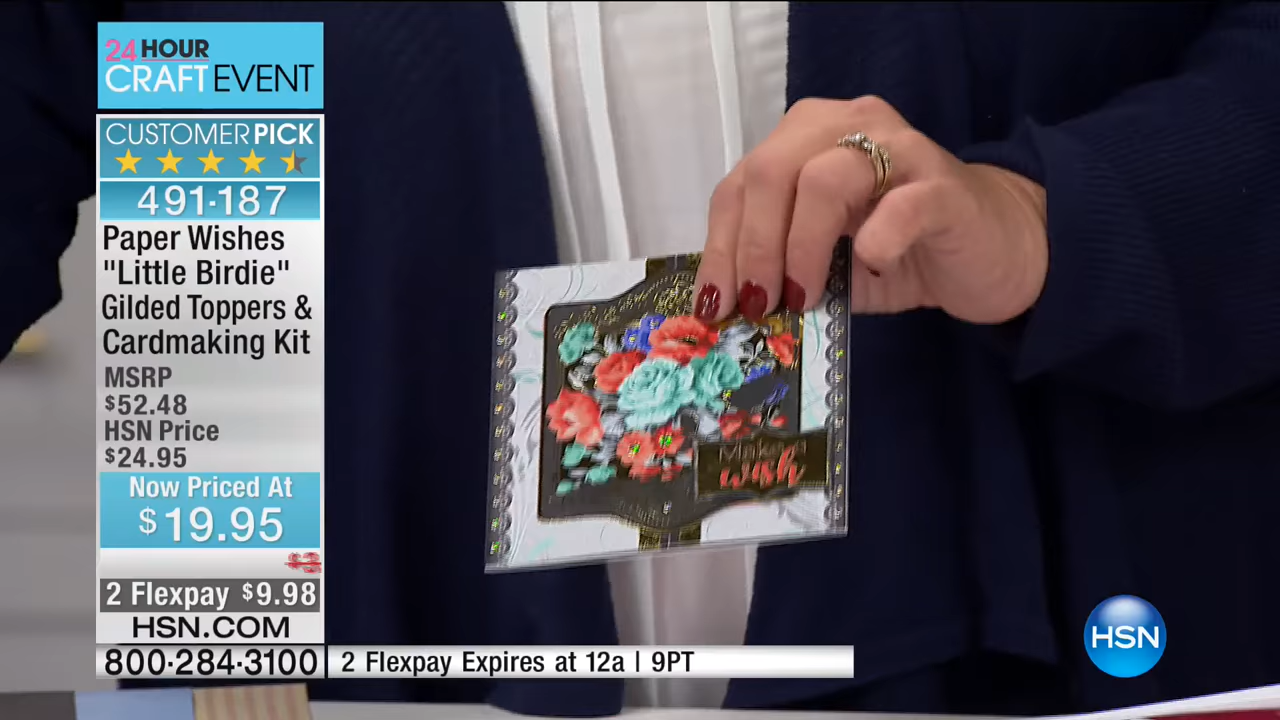 24 HOUR
CRAFT EVENT
CUSTOMER PICK
491-187
Paper Wishes
"Little Birdie"
Gilded Toppers &
Cardmaking Kit
MSRP
$52.48
HSN Price
$24.95
Now Priced At
$19.95
2 Flexpay $9.98
HSN.COM
800·284·3100
2 Flexpay Expires at 12a | 9PT
Make a
wish
HSN